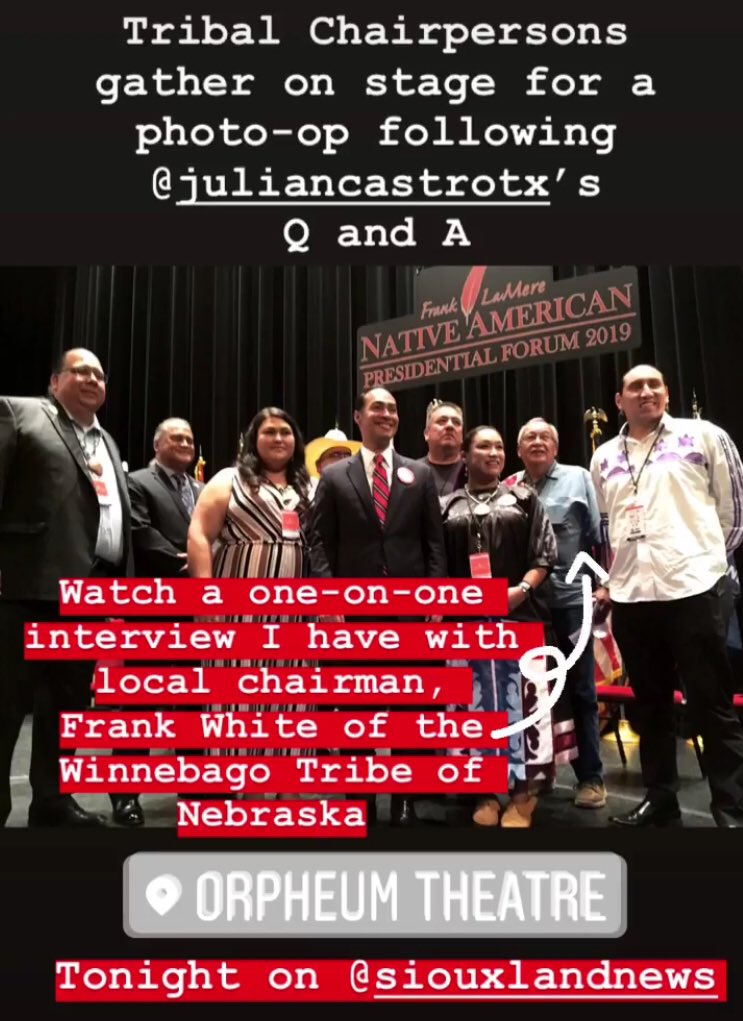 Tribal Chairpersons
gather on stage for a
photo-op following
@juliancastrotx’s
Q and A
Frank LaMere
NATIVE AMERICAN
PRESIDENTIAL FORUM 2019
Watch a one-on-one
interview I have with
local chairman,
Frank White of the
Winnebago Tribe of
Nebraska
ORPHEUM THEATRE
Tonight on @siouxlandnews